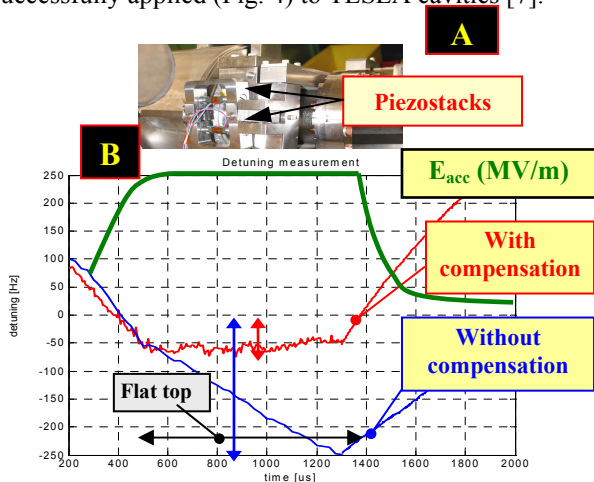 uccessfully applied (Fig. 4) to TESLA cavities [7].
A
Piezostacks
B
Detuning measurement
E_acc (MV/m)
With
compensation
Without
compensation
Flat top
detuning [Hz]
250
200
150
100
50
0
-50
-100
-150
-200
-250
200 400 600 800 1000 1200 1400 1600 1800 2000
time [us]